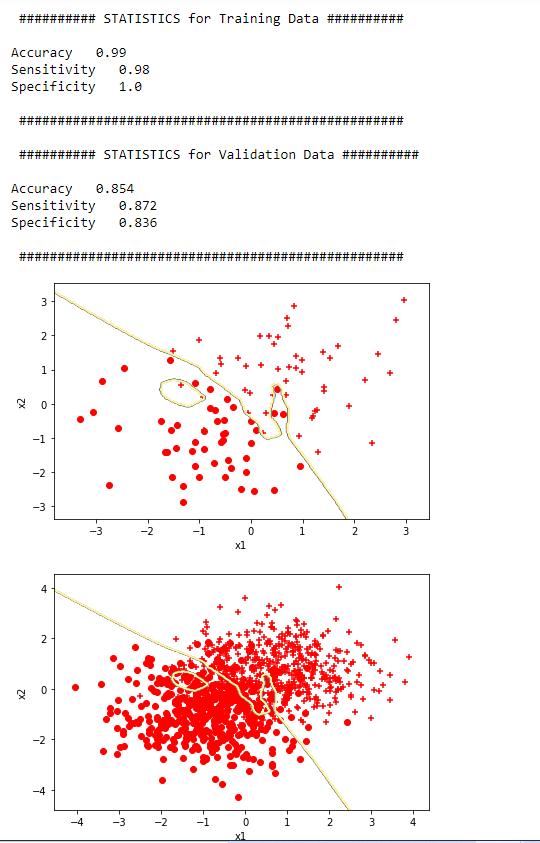 ########## STATISTICS for Training Data ##########
Accuracy 0.99
Sensitivity 0.98
Specificity 1.0
##################################################
########## STATISTICS for Validation Data ##########
Accuracy 0.854
Sensitivity 0.872
Specificity 0.836
##################################################
3
2
1
x2
0
−1
−2
−3
−3 −2 −1 0 1 2 3
x1
4
2
x2
0
−2
−4
−4 −3 −2 −1 0 1 2 3 4
x1